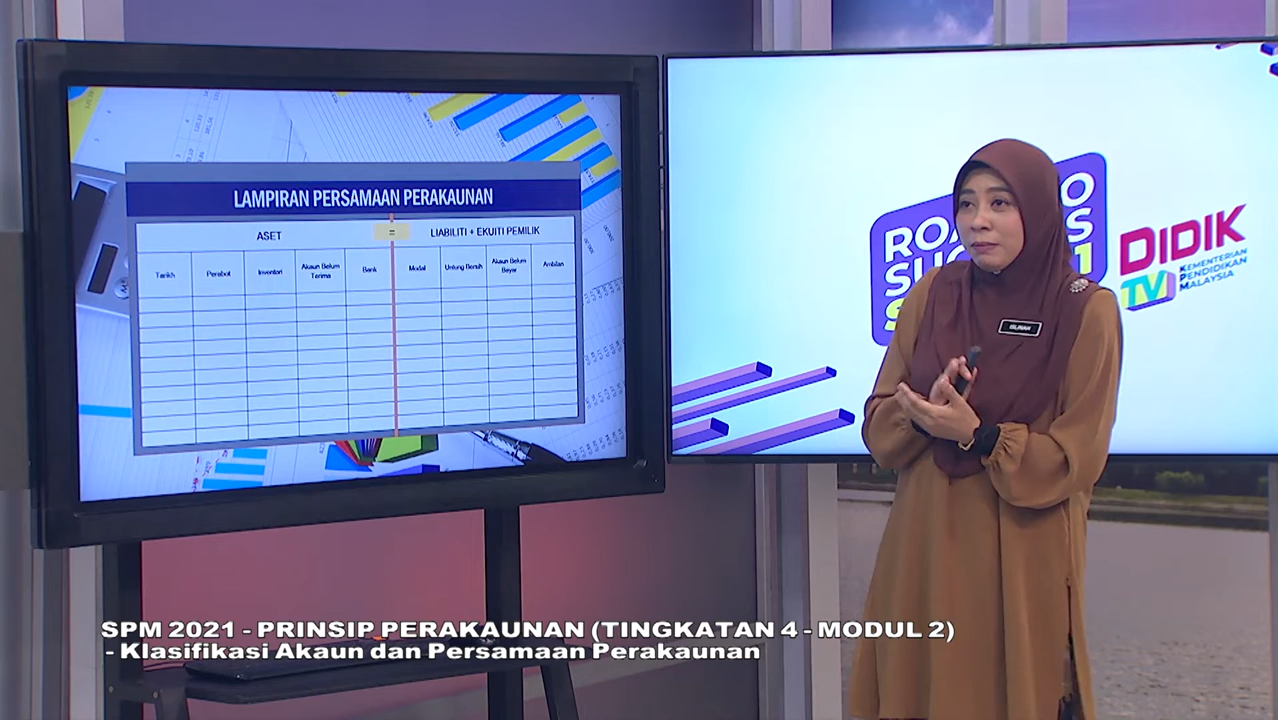 LAMPIRAN PERSAMAAN PERAKAUNAN
ASET
=
LIABILITI + EKUITI PEMILIK
Tarikh
Perabot
Inventori
Akaun Belum
Terima
Bank
Modal
Untung Bersih
Akaun Belum
Bayar
Ambilan
DIDIK
TV
KEMENTERIAN
PENDIDIKAN
MALAYSIA
SPM 2021 - PRINSIP PERAKAUNAN (TINGKATAN 4 - MODUL 2)
- Klasifikasi Akaun dan Persamaan Perakaunan